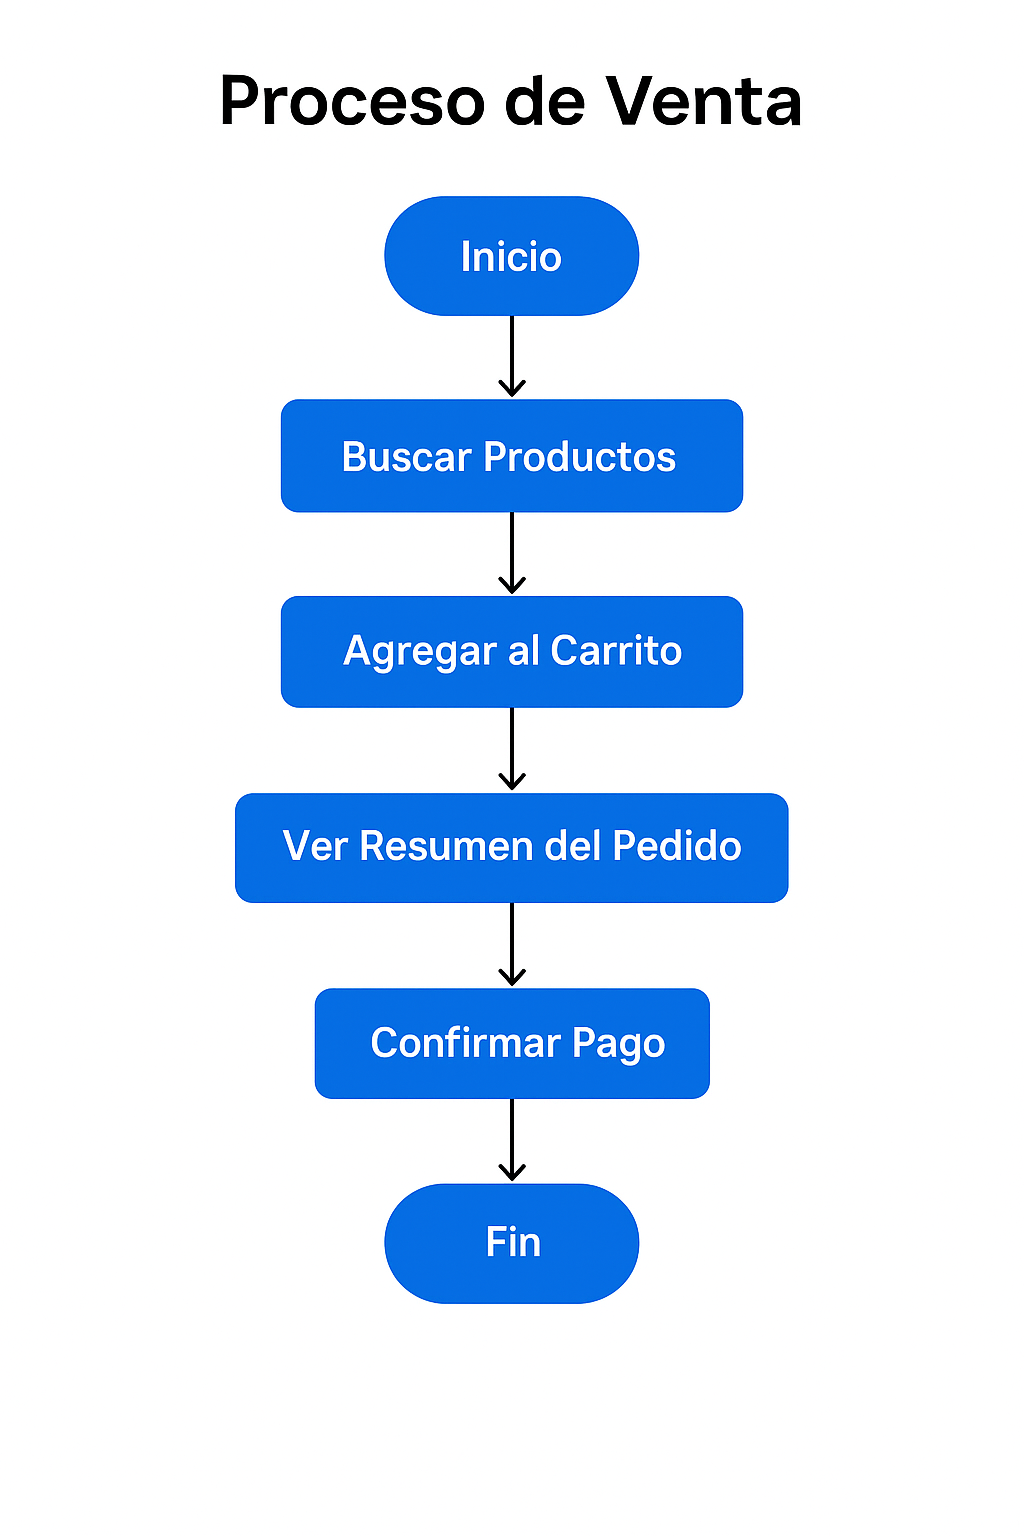 Proceso de Venta
Inicio
Buscar Productos
Agregar al Carrito
Ver Resumen del Pedido
Confirmar Pago
Fin